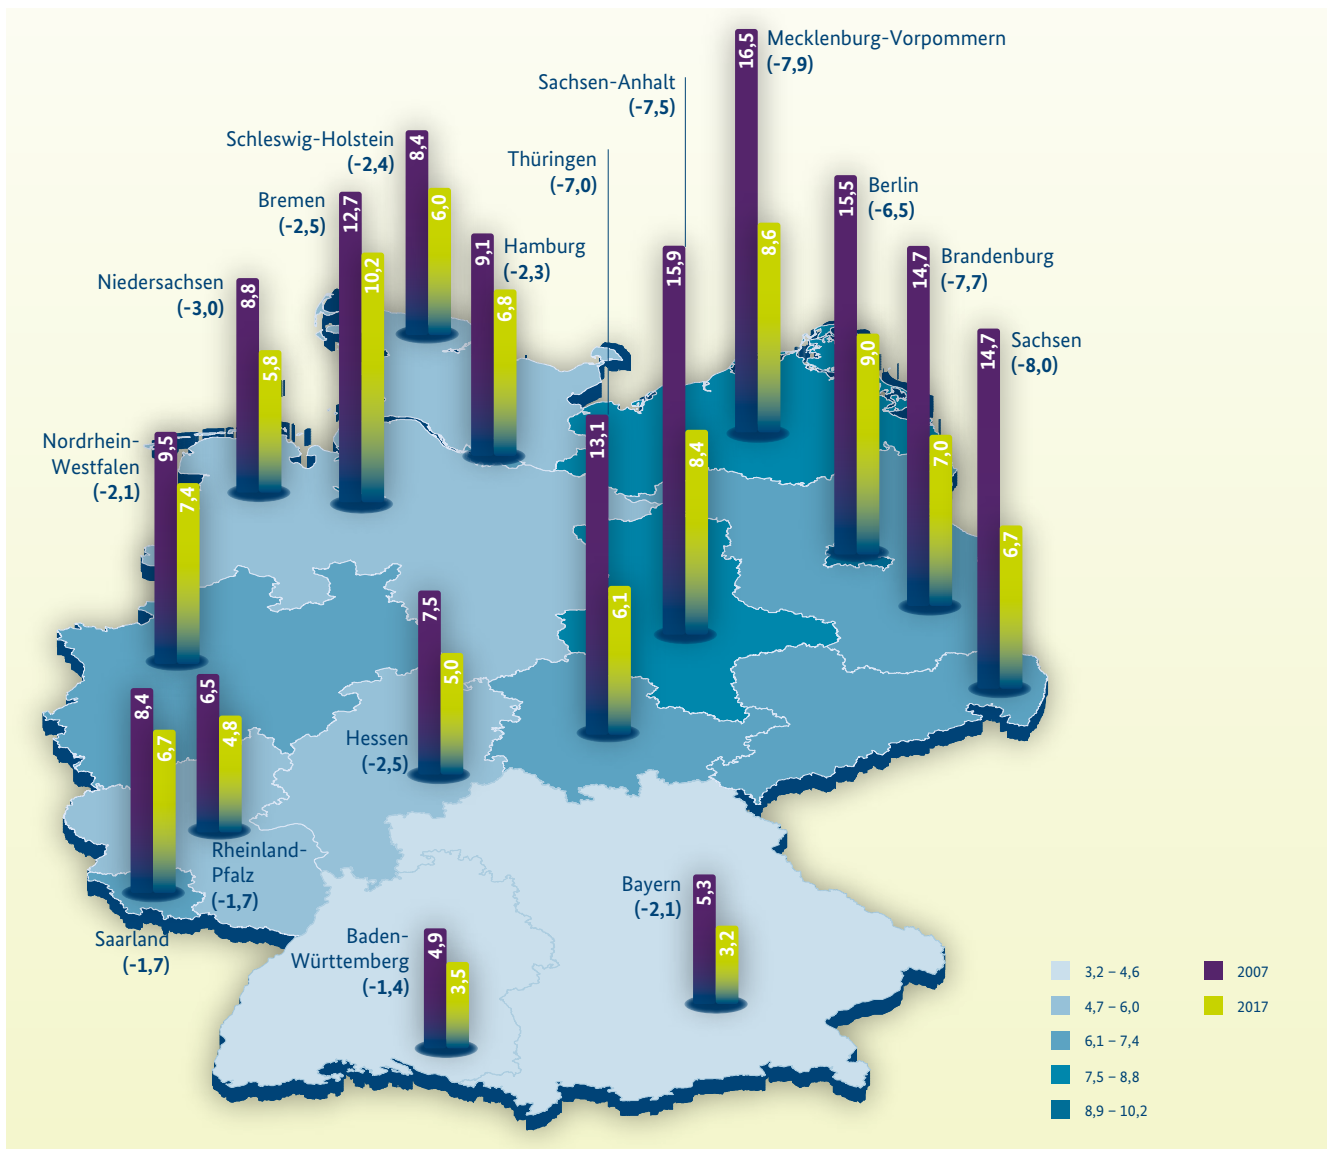 16,5
Mecklenburg-Vorpommern
(-7,9)
8,6
Sachsen-Anhalt
(-7,5)
15,9
8,4
Schleswig-Holstein
(-2,4)
8,4
6,0
Thüringen
(-7,0)
13,1
6,1
Berlin
(-6,5)
15,5
9,0
Bremen
(-2,5)
12,7
10,2
Hamburg
(-2,3)
9,1
6,8
Brandenburg
(-7,7)
14,7
7,0
Niedersachsen
(-3,0)
8,8
5,8
Sachsen
(-8,0)
14,7
6,7
Nordrhein-
Westfalen
(-2,1)
9,5
7,4
7,5
5,0
Hessen
(-2,5)
8,4
6,7
6,5
4,8
Rheinland-
Pfalz
(-1,7)
Saarland
(-1,7)
Baden-
Württemberg
(-1,4)
4,9
3,5
Bayern
(-2,1)
5,3
3,2
3,2 – 4,6
4,7 – 6,0
6,1 – 7,4
7,5 – 8,8
8,9 – 10,2
2007
2017